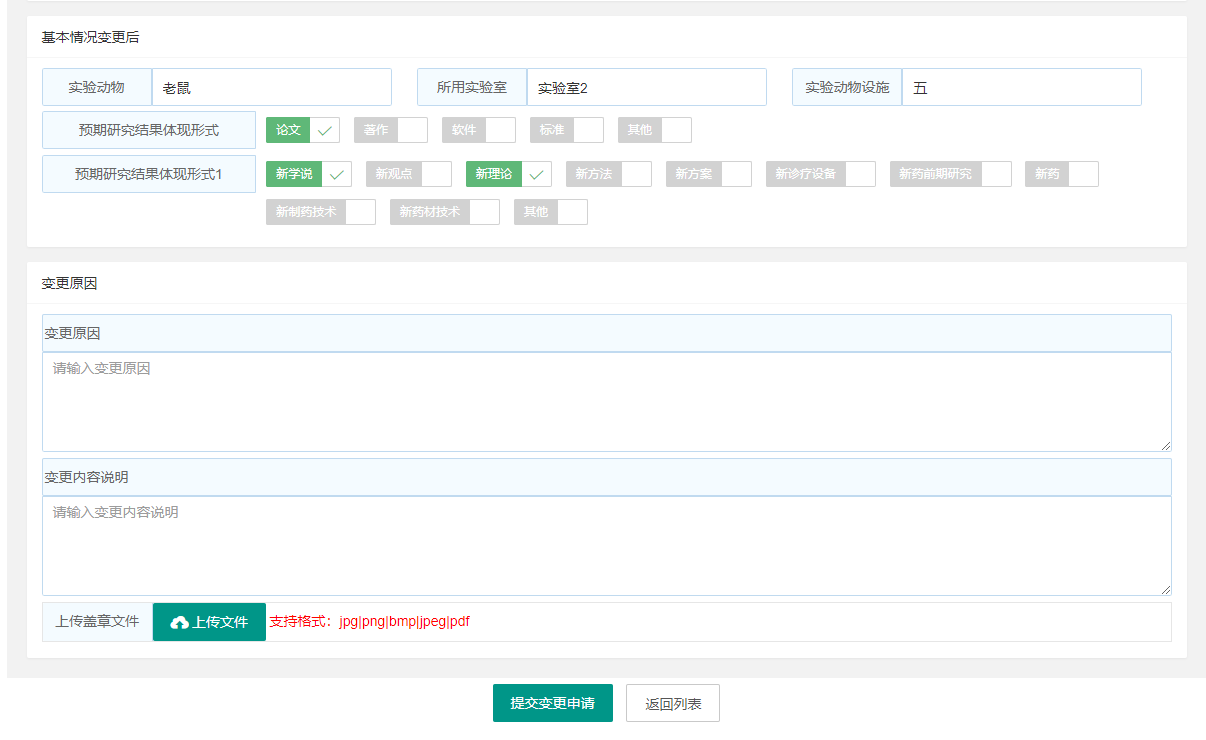 基本情况变更后
实验动物 老鼠 所用实验室 实验室2 实验动物设施 五
预期研究结果体现形式 论文 著作 软件 标准 其他
预期研究结果体现形式1 新学说 新观点 新理论 新方法 新方案 新诊疗设备 新药前期研究 新药
新制药技术 新药材技术 其他
变更原因
变更原因
请输入变更原因
变更内容说明
请输入变更内容说明
上传盖章文件 上传文件 支持格式：jpg|png|bmp|jpeg|pdf
提交变更申请 返回列表